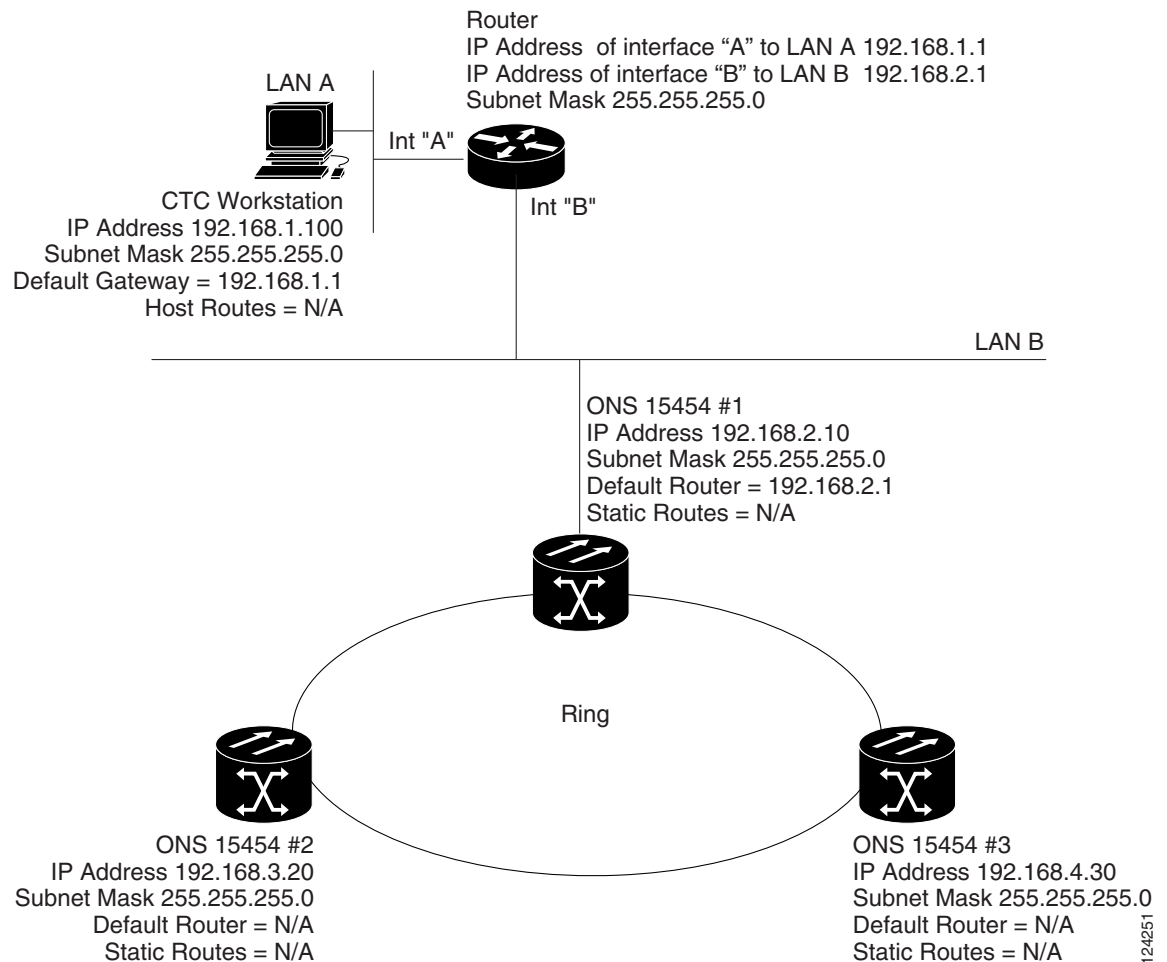 Router
IP Address of interface “A” to LAN A 192.168.1.1
IP Address of interface “B” to LAN B 192.168.2.1
Subnet Mask 255.255.255.0
LAN A
Int "A"
CTC Workstation
IP Address 192.168.1.100
Subnet Mask 255.255.255.0
Default Gateway = 192.168.1.1
Host Routes = N/A
Int "B"
LAN B
ONS 15454 #1
IP Address 192.168.2.10
Subnet Mask 255.255.255.0
Default Router = 192.168.2.1
Static Routes = N/A
Ring
ONS 15454 #2
IP Address 192.168.3.20
Subnet Mask 255.255.255.0
Default Router = N/A
Static Routes = N/A
ONS 15454 #3
IP Address 192.168.4.30
Subnet Mask 255.255.255.0
Default Router = N/A
Static Routes = N/A
124251